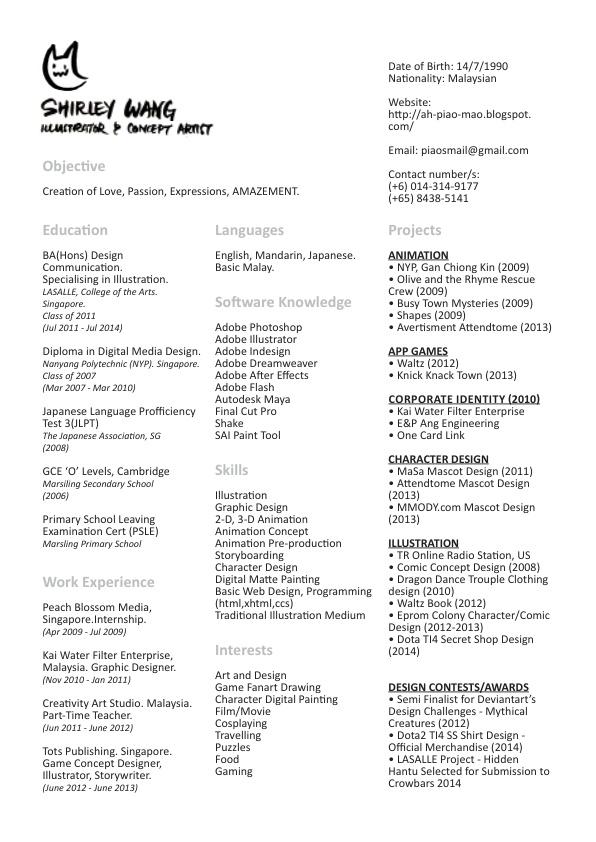 SHIRLEY WANG
ILLUSTRATOR & CONCEPT ARTIST
Date of Birth: 14/7/1990
Nationality: Malaysian
Website:
http://ah-piao-mao.blogspot.
com/
Email: piaosmail@gmail.com
Contact number/s:
(+6) 014-314-9177
(+65) 8438-5141
Objective
Creation of Love, Passion, Expressions, AMAZEMENT.
Education
BA(Hons) Design
Communication.
Specialising in Illustration.
LASALLE, College of the Arts.
Singapore.
Class of 2011
(Jul 2011 - Jul 2014)
Diploma in Digital Media Design.
Nanyang Polytechnic (NYP). Singapore.
Class of 2007
(Mar 2007 - Mar 2010)
Japanese Language Profficiency
Test 3(JLPT)
The Japanese Association, SG
(2008)
GCE ‘O’ Levels, Cambridge
Marsiling Secondary School
(2006)
Primary School Leaving
Examination Cert (PSLE)
Marsling Primary School
Work Experience
Peach Blossom Media,
Singapore.Internship.
(Apr 2009 - Jul 2009)
Kai Water Filter Enterprise,
Malaysia. Graphic Designer.
(Nov 2010 - Jan 2011)
Creativity Art Studio. Malaysia.
Part-Time Teacher.
(Jun 2011 - June 2012)
Tots Publishing. Singapore.
Game Concept Designer,
Illustrator, Storywriter.
(June 2012 - June 2013)
Languages
English, Mandarin, Japanese.
Basic Malay.
Software Knowledge
Adobe Photoshop
Adobe Illustrator
Adobe Indesign
Adobe Dreamweaver
Adobe After Effects
Adobe Flash
Autodesk Maya
Final Cut Pro
Shake
SAI Paint Tool
Skills
Illustration
Graphic Design
2-D, 3-D Animation
Animation Concept
Animation Pre-production
Storyboarding
Character Design
Digital Matte Painting
Basic Web Design, Programming
(html,xhtml,ccs)
Traditional Illustration Medium
Interests
Art and Design
Game Fanart Drawing
Character Digital Painting
Film/Movie
Cosplaying
Travelling
Puzzles
Food
Gaming
Projects
ANIMATION
• NYP, Gan Chiong Kin (2009)
• Olive and the Rhyme Rescue
Crew (2009)
• Busy Town Mysteries (2009)
• Shapes (2009)
• Avertisment Attendtome (2013)
APP GAMES
• Waltz (2012)
• Knick Knack Town (2013)
CORPORATE IDENTITY (2010)
• Kai Water Filter Enterprise
• E&P Ang Engineering
• One Card Link
CHARACTER DESIGN
• MaSa Mascot Design (2011)
• Attendtome Mascot Design
(2013)
• MMODY.com Mascot Design
(2013)
ILLUSTRATION
• TR Online Radio Station, US
• Comic Concept Design (2008)
• Dragon Dance Trouple Clothing
design (2010)
• Waltz Book (2012)
• Eprom Colony Character/Comic
Design (2012-2013)
• Dota TI4 Secret Shop Design
(2014)
DESIGN CONTESTS/AWARDS
• Semi Finalist for Deviantart’s
Design Challenges - Mythical
Creatures (2012)
• Dota2 TI4 SS Shirt Design -
Official Merchandise (2014)
• LASALLE Project - Hidden
Hantu Selected for Submission to
Crowbars 2014